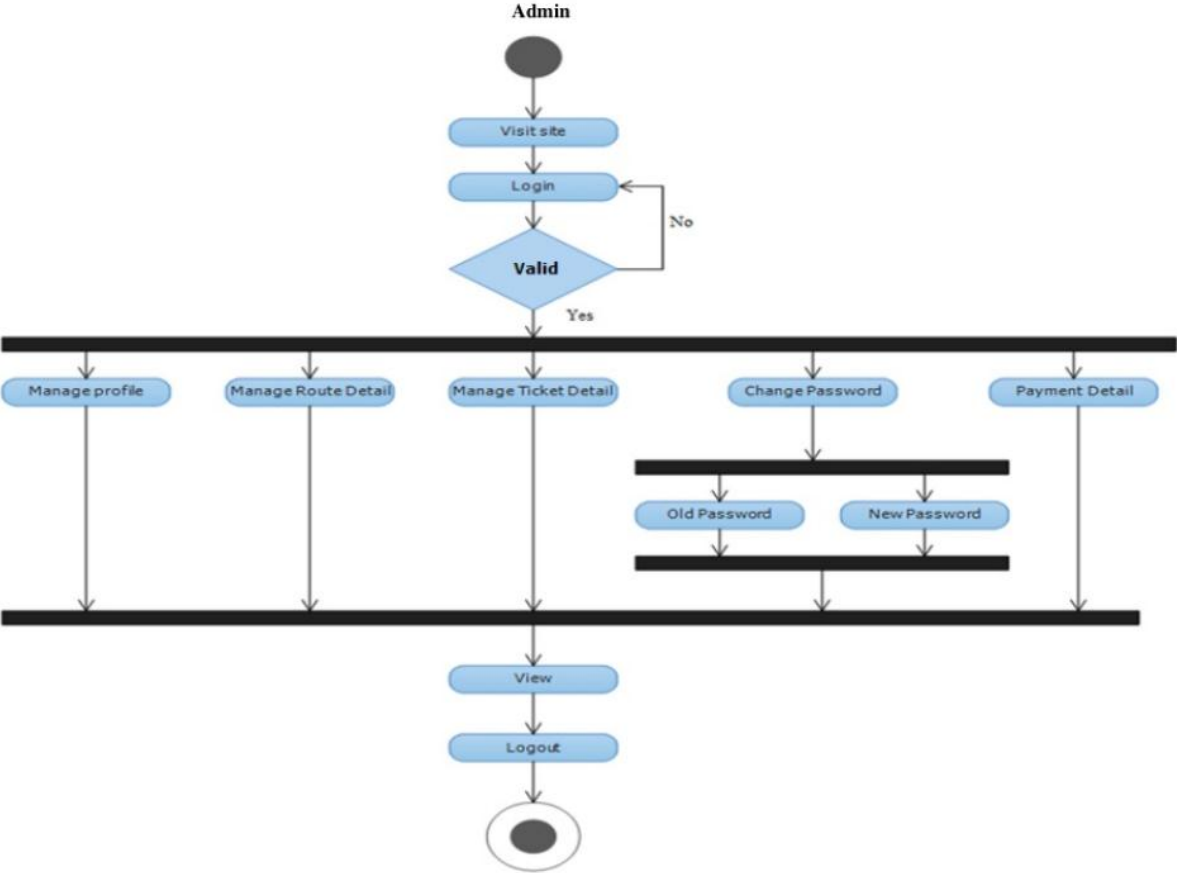 Admin
Visit site
Login
No
Valid
Yes
Manage profile
Manage Route Detail
Manage Ticket Detail
Change Password
Payment Detail
Old Password
New Password
View
Logout